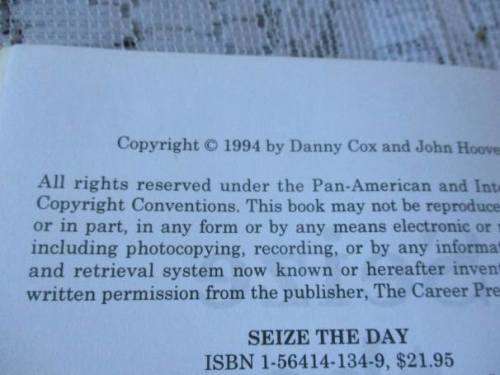 Copyright © 1994 by Danny Cox and John Hoove
All rights reserved under the Pan-American and Inte
Copyright Conventions. This book may not be reproduce
or in part, in any form or by any means electronic or
including photocopying, recording, or by any informa
and retrieval system now known or hereafter inven
written permission from the publisher, The Career Pre
SEIZE THE DAY
ISBN 1-56414-134-9, $21.95